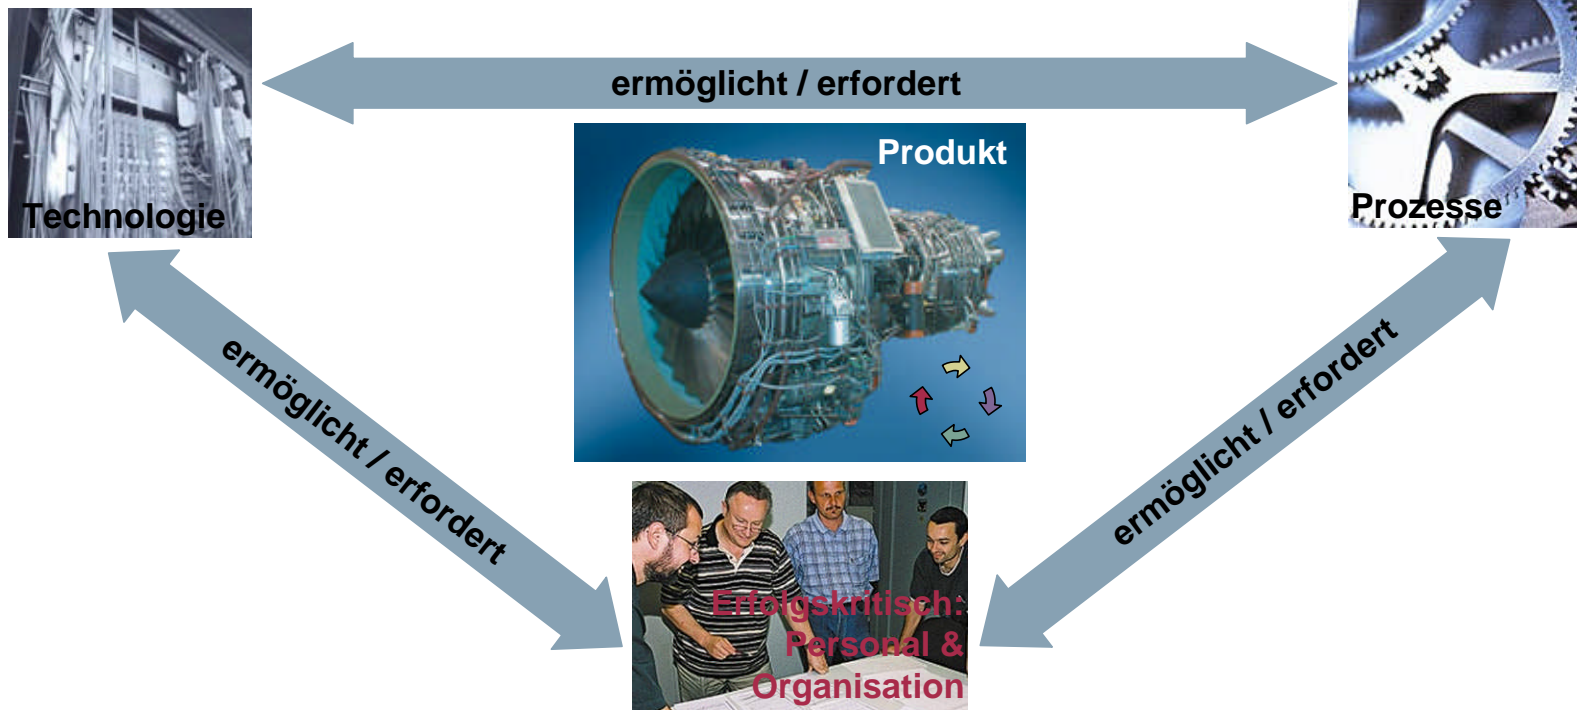 ermöglicht / erfordert
Produkt
Technologie
Prozesse
ermöglicht / erfordert
ermöglicht / erfordert
Erfolgskritisch:
Personal &
Organisation